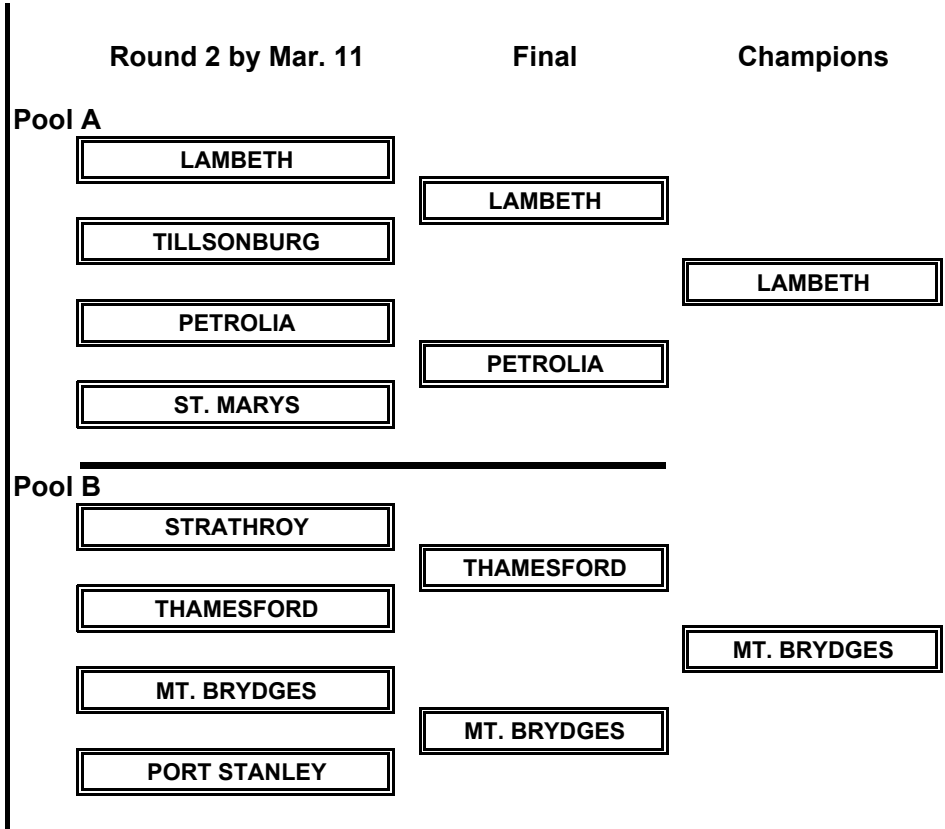 Round 2 by Mar. 11 Final Champions
Pool A
LAMBETH
LAMBETH
TILLSONBURG
LAMBETH
PETROLIA
PETROLIA
ST. MARYS
Pool B
STRATHROY
THAMESFORD
THAMESFORD
MT. BRYDGES
MT. BRYDGES
MT. BRYDGES
PORT STANLEY